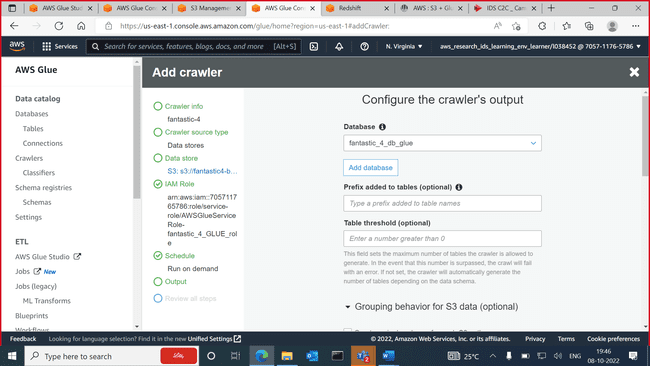 AWS Glue Stud
AWS Glue Con
S3 Managemen
AWS Glue Con
Redshift
AWS : S3 + Glu
IDS C2C _ Cam
https://us-east-1.console.aws.amazon.com/glue/home?region=us-east-1#addCrawler:
aws
Services
Search for services, features, blogs, docs, and more
[Alt+S]
N. Virginia
aws_research_ids_learning_env_learner/I038452 @ 7057-1176-5786
AWS Glue
Data catalog
Databases
Tables
Connections
Crawlers
Classifiers
Schema registries
Schemas
Settings
ETL
AWS Glue Studio
Jobs New
Jobs (legacy)
ML Transforms
Blueprints
Workflows
Add crawler
Crawler info
fantastic-4
Crawler source type
Data stores
Data store
S3: s3://fantastic4-b...
IAM Role
arn:aws:iam::705711
765786:role/service-
role/AWSGlueService
Role-
fantastic_4_GLUE_rol
e
Schedule
Run on demand
Output
Review all steps
Configure the crawler's output
Database
fantastic_4_db_glue
Add database
Prefix added to tables (optional)
Type a prefix added to table names
Table threshold (optional)
Enter a number greater than 0
This field sets the maximum number of tables the crawler is allowed to
generate. In the event that this number is surpassed, the crawl will fail
with an error. If not set, the crawler will automatically generate the
number of tables depending on the data schema.
Grouping behavior for S3 data (optional)
Feedback
Looking for language selection? Find it in the new Unified Settings
© 2022, Amazon Web Services, Inc. or its affiliates.
Privacy
Terms
Cookie preferences
Type here to search
25°C
ENG
19:46
08-10-2022